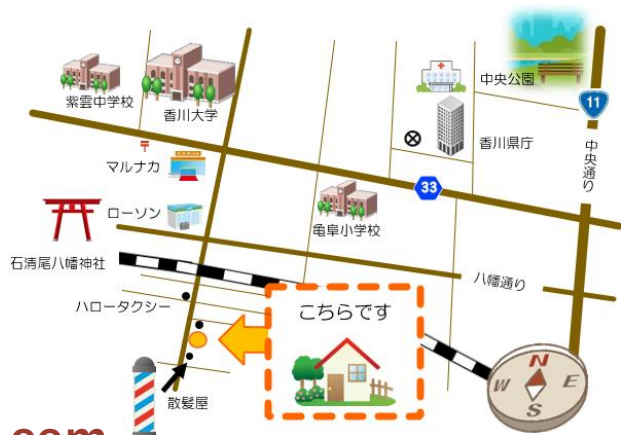 紫雲中学校
香川大学
中央公園
11
香川県庁
中央通り
マルナカ
33
ローソン
亀阜小学校
石清尾八幡神社
八幡通り
ハロータクシー
こちらです
N
W
E
S
散髪屋